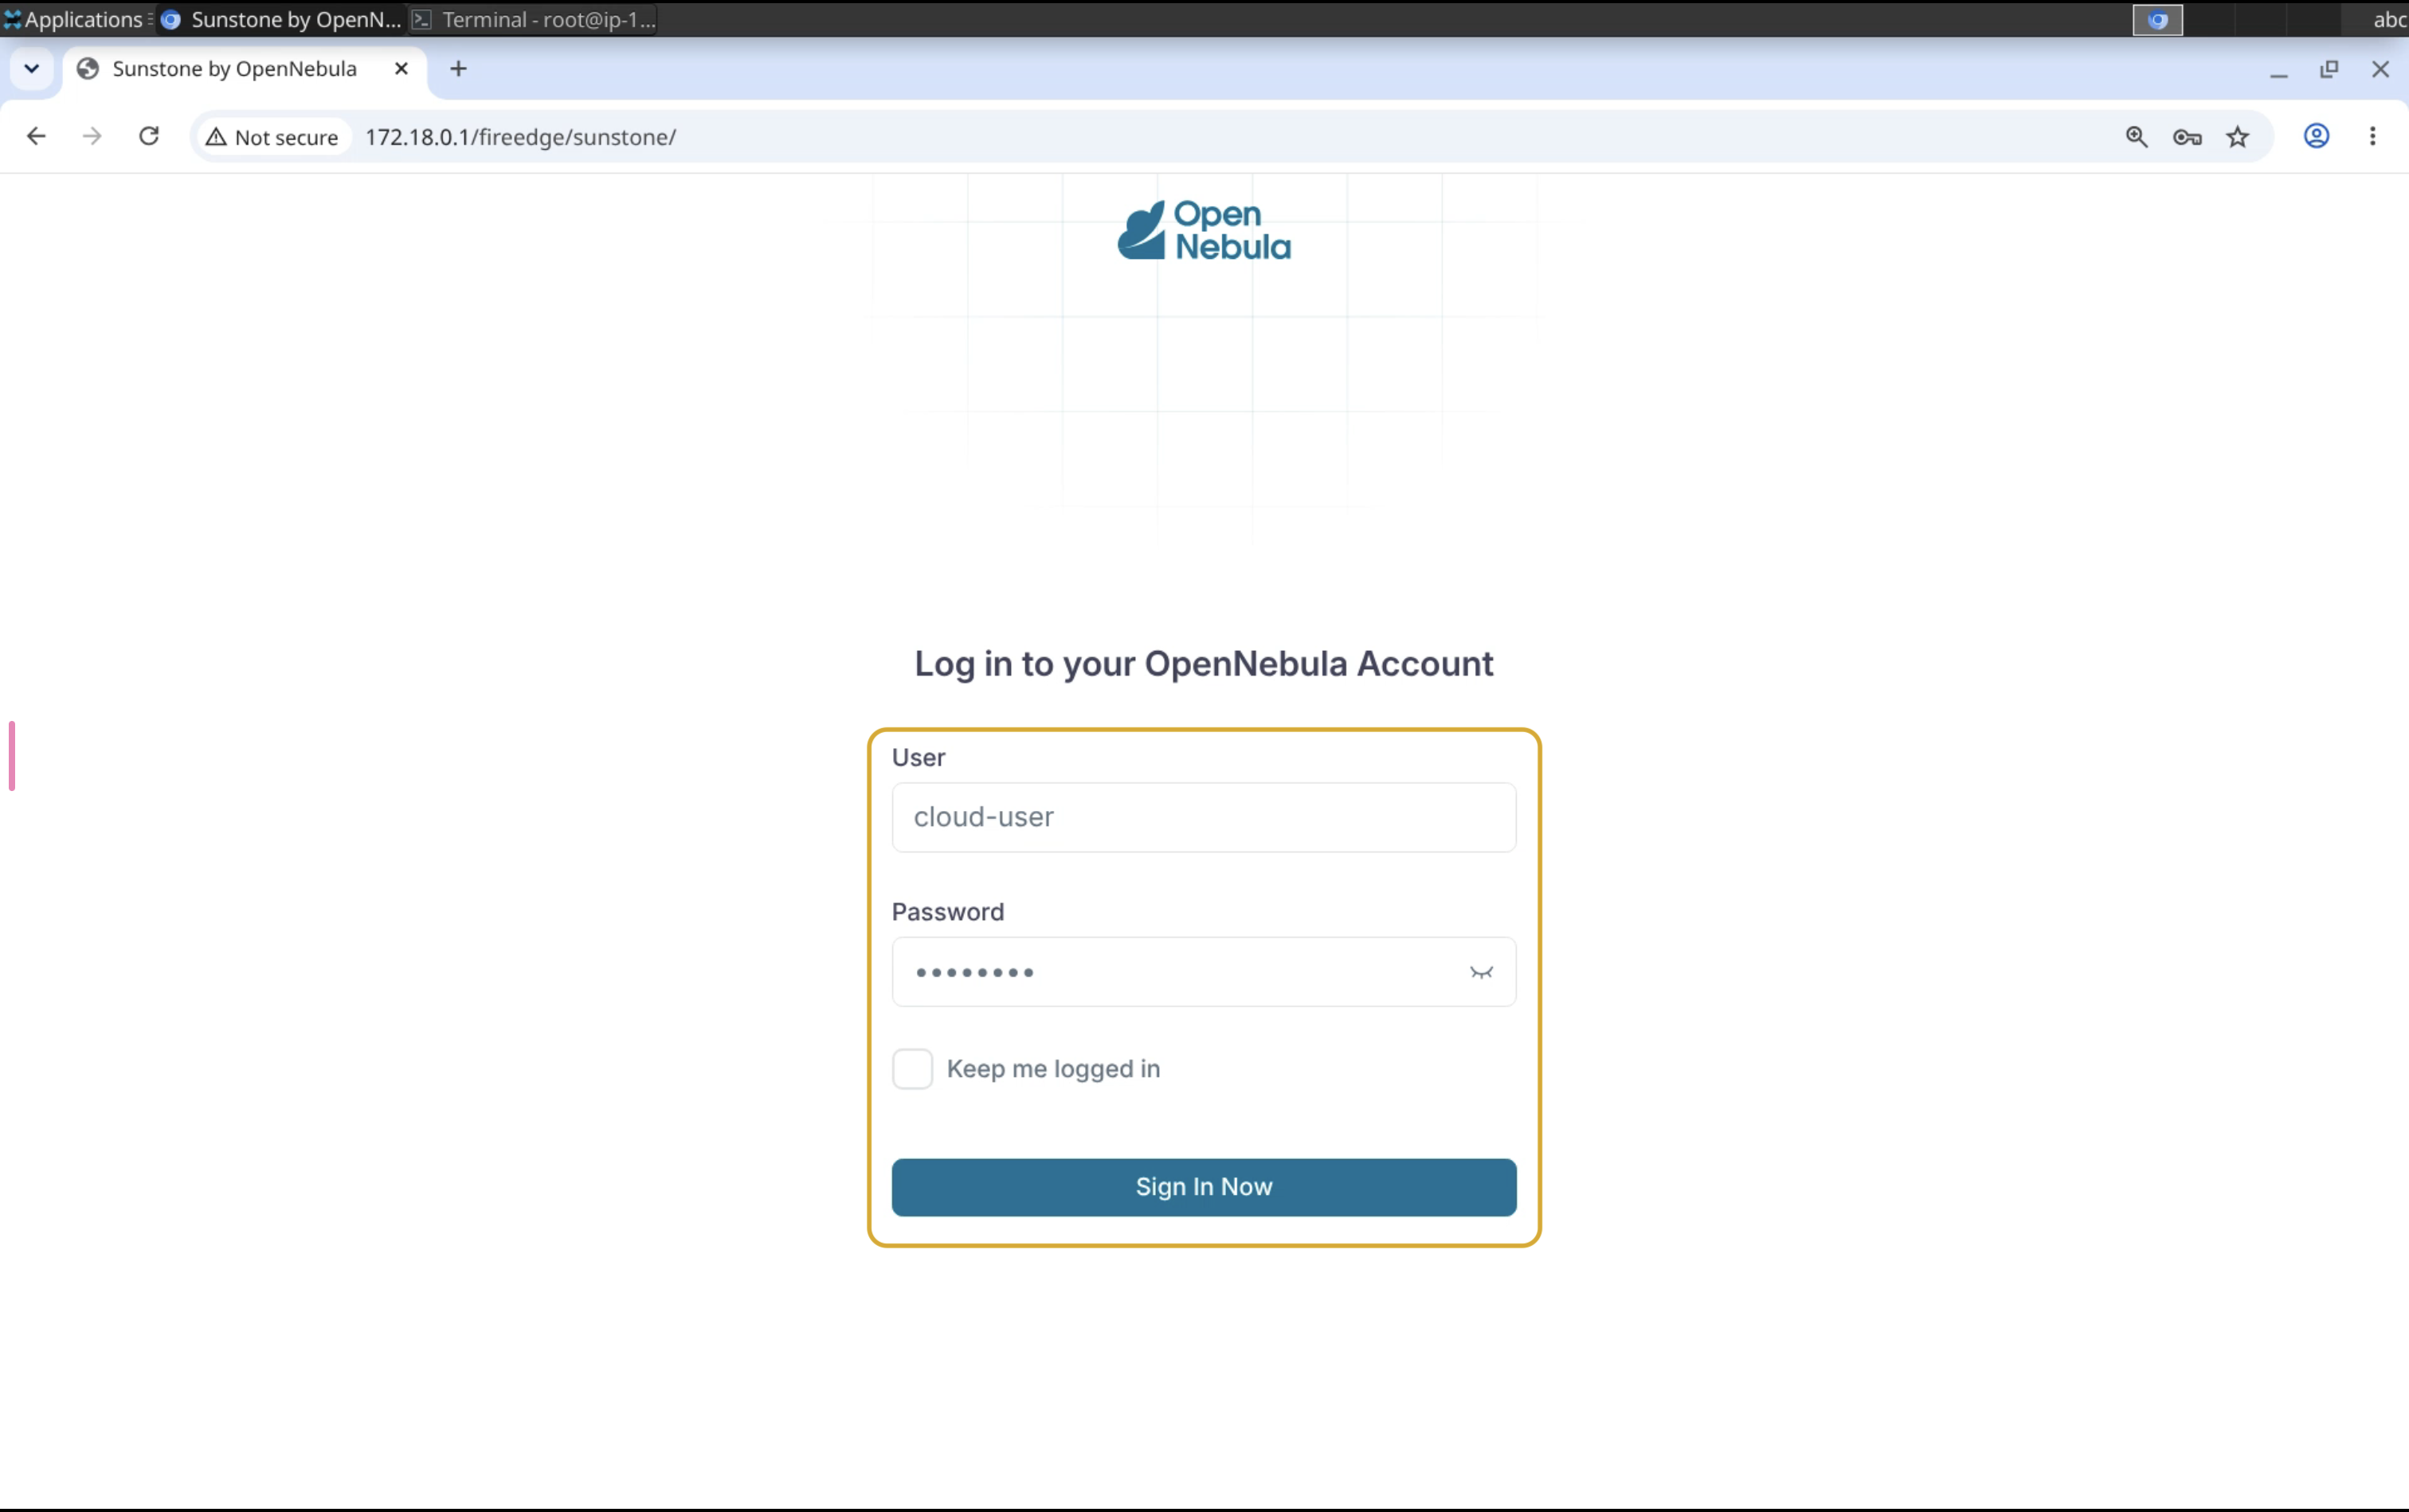 Applications
Sunstone by OpenN...
Terminal - root@ip-1...
abc
Sunstone by OpenNebula
Not secure
172.18.0.1/fireedge/sunstone/
Open
Nebula
Log in to your OpenNebula Account
User
cloud-user
Password
••••••••
Keep me logged in
Sign In Now